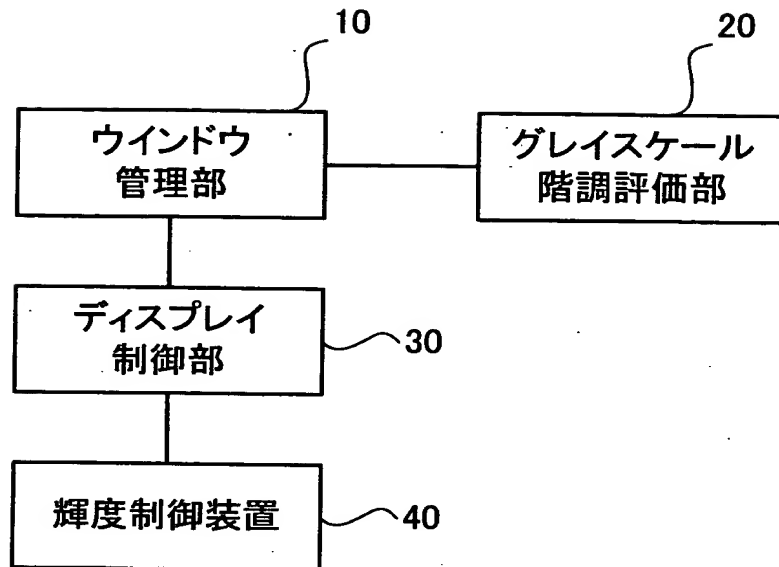 10
20
ウインドウ
管理部
グレイスケール
階調評価部
ディスプレイ
制御部
30
輝度制御装置
40